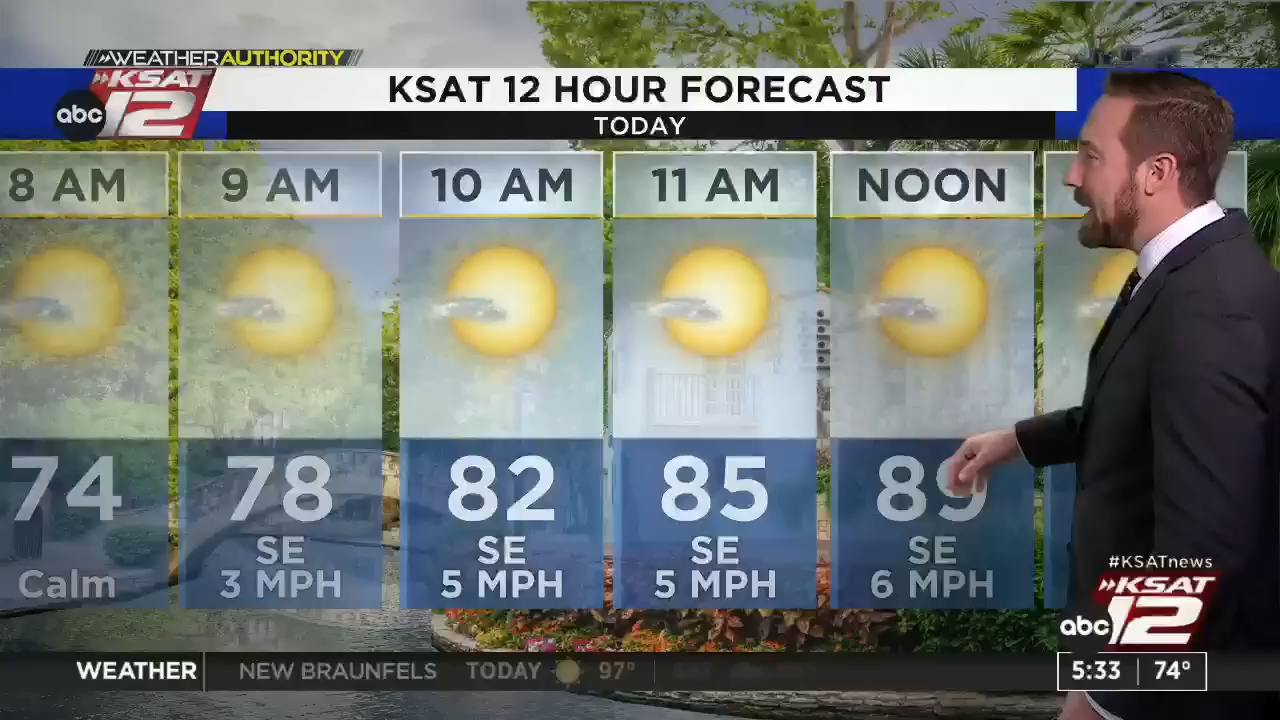 WEATHERAUTHORITY
KSAT
abc 12
KSAT 12 HOUR FORECAST
TODAY
8 AM 9 AM 10 AM 11 AM NOON
74 78 82 85 89
Calm SE SE SE SE
3 MPH 5 MPH 5 MPH 6 MPH
#KSATnews
KSAT
abc 12
WEATHER NEW BRAUNFELS TODAY 97° SAT
5:33 74°